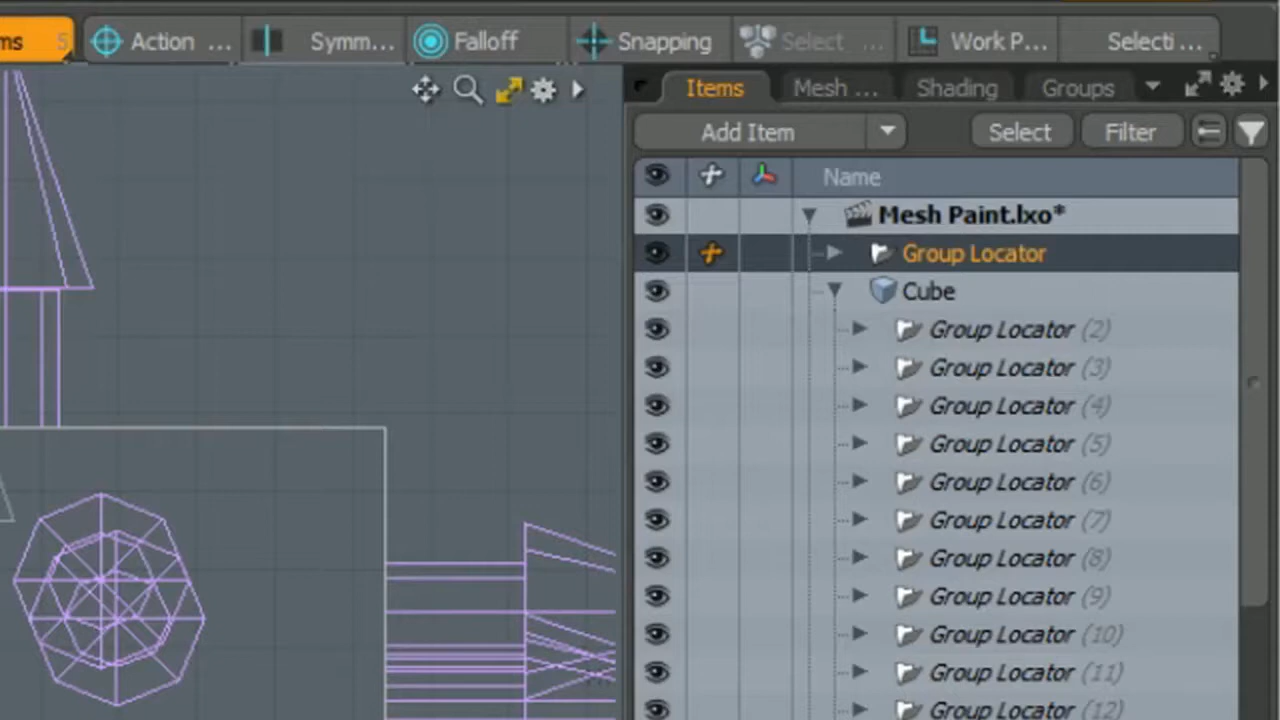 ms 5 Action ... Symm... Falloff Snapping Select ... Work P... Selecti ...
Items Mesh ... Shading Groups
Add Item Select Filter
Name
Mesh Paint.lxo*
Group Locator
Cube
Group Locator (2)
Group Locator (3)
Group Locator (4)
Group Locator (5)
Group Locator (6)
Group Locator (7)
Group Locator (8)
Group Locator (9)
Group Locator (10)
Group Locator (11)
Group Locator (12)